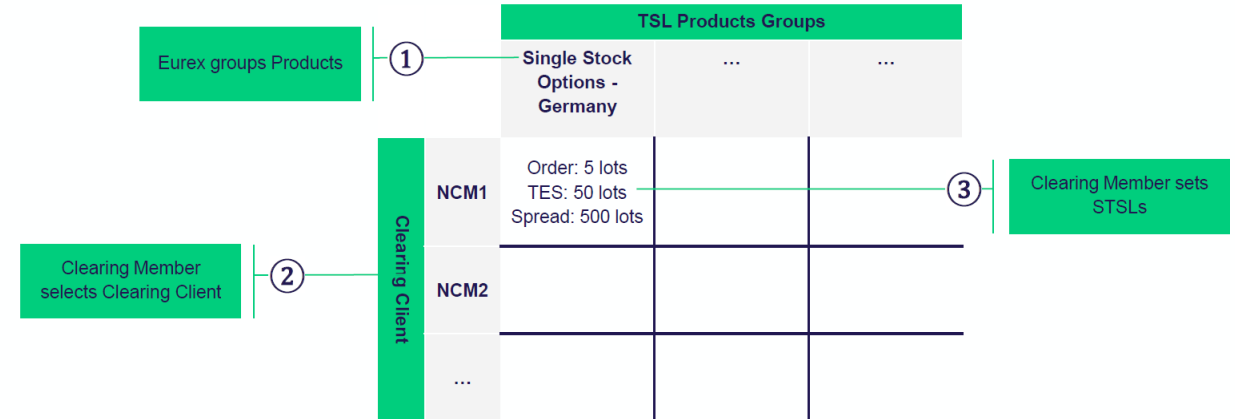 TSL Products Groups
Eurex groups Products
1
Single Stock
Options -
Germany
...
...
Clearing Client
NCM1
Order: 5 lots
TES: 50 lots
Spread: 500 lots
3
Clearing Member sets
STSLs
Clearing Member
selects Clearing Client
2
NCM2
...